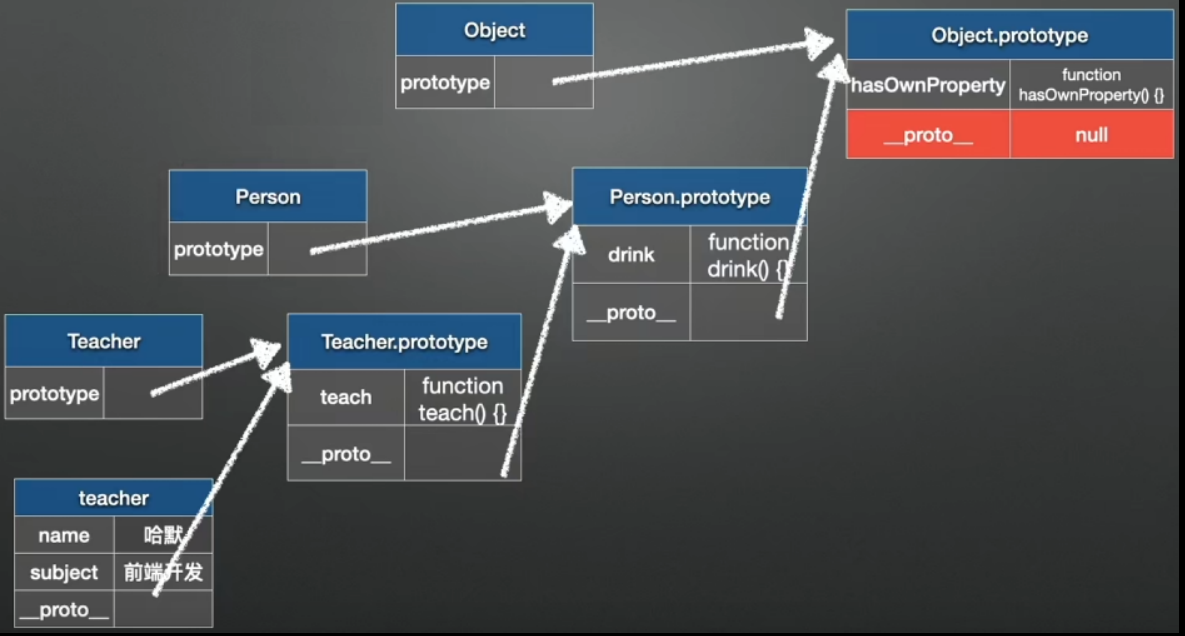 Object
prototype
Object.prototype
hasOwnProperty
function
hasOwnProperty() {}
__proto__
null
Person
prototype
Person.prototype
drink
function
drink() {}
__proto__
Teacher
prototype
Teacher.prototype
teach
function
teach() {}
__proto__
teacher
name
哈默
subject
前端开发
__proto__